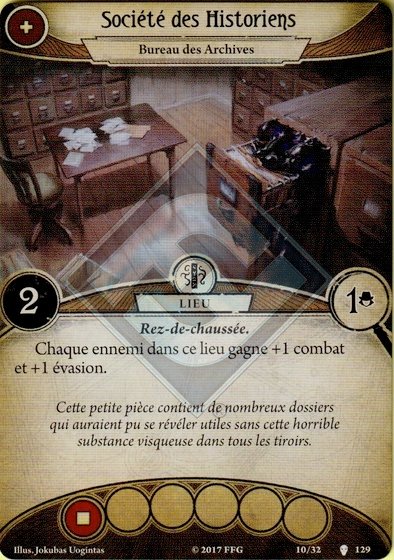 Société des Historiens
Bureau des Archives
2
1
LIEU
Rez-de-chaussée.
Chaque ennemi dans ce lieu gagne +1 combat
et +1 évasion.
Cette petite pièce contient de nombreux dossiers
qui auraient pu se révéler utiles sans cette horrible
substance visqueuse dans tous les tiroirs.
Illus. Jokubas Uogintas
© 2017 FFG
10/32
129